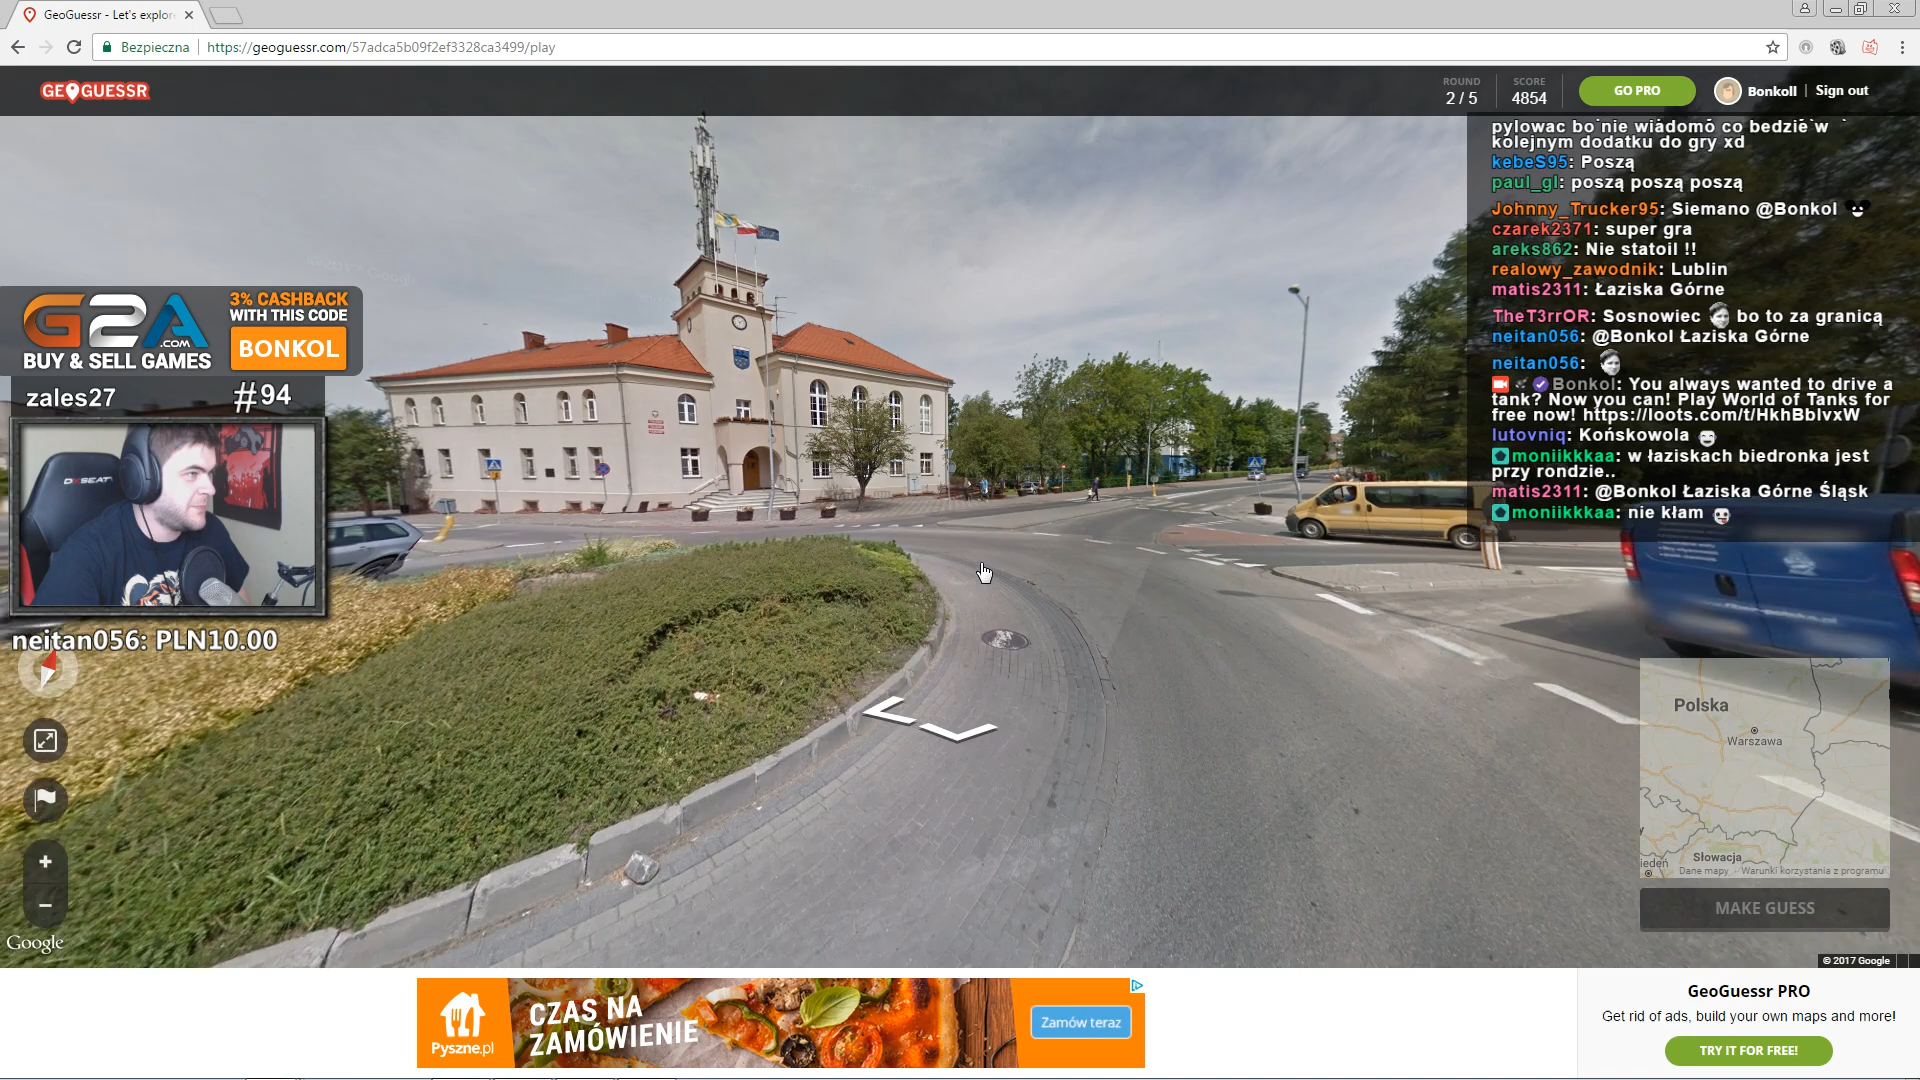 GeoGuessr - Let's explor
Bezpieczna
https://geoguessr.com/57adca5b09f2ef3328ca3499/play
GEOGUESSR
ROUND
2 / 5
SCORE
4854
GO PRO
Bonkoll
Sign out
pylowac bo nie wiadomo co bedzie w
kolejnym dodatku do gry xd
kebeS95: Poszą
paul_gl: poszą poszą poszą
Johnny_Trucker95: Siemano @Bonkol
czarek2371: super gra
areks862: Nie statoil !!
realowy_zawodnik: Lublin
matis2311: Łaziska Górne
TheT3rrOR: Sosnowiec bo to za granicą
neitan056: @Bonkol Łaziska Górne
neitan056:
Bonkol: You always wanted to drive a
tank? Now you can! Play World of Tanks for
free now! https://loots.com/t/HkhBblvxW
lutovniq: Końskowola
moniikkkaa: w łaziskach biedronka jest
przy rondzie..
matis2311: @Bonkol Łaziska Górne Śląsk
moniikkkaa: nie kłam
G2A.COM
BUY & SELL GAMES
3% CASHBACK
WITH THIS CODE
BONKOL
zales27
#94
DXSEAT
neitan056: PLN10.00
Google
Polska
Warszawa
Słowacja
Dane mapy
Warunki korzystania z programu
MAKE GUESS
© 2017 Google
Pyszne.pl
CZAS NA
ZAMÓWIENIE
Zamów teraz
GeoGuessr PRO
Get rid of ads, build your own maps and more!
TRY IT FOR FREE!